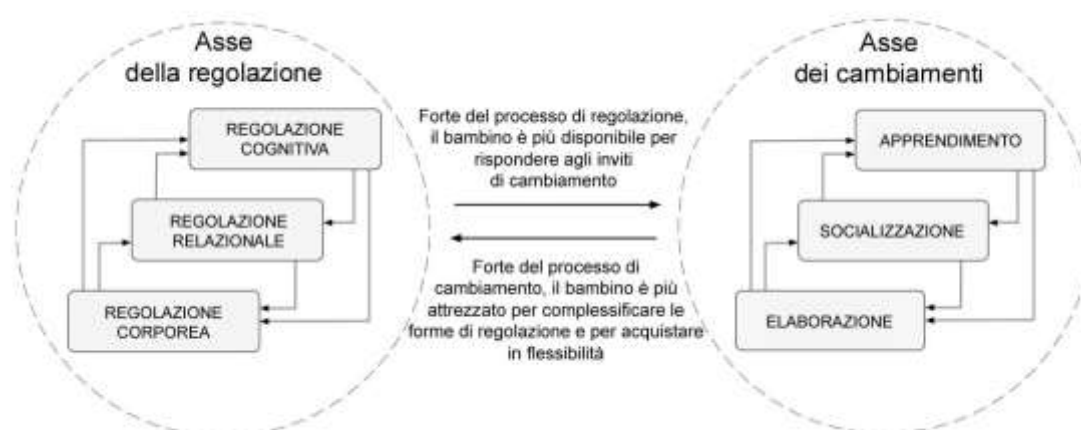 Asse
della regolazione
REGOLAZIONE
COGNITIVA
REGOLAZIONE
RELAZIONALE
REGOLAZIONE
CORPOREA
Forte del processo di regolazione,
il bambino è più disponibile per
rispondere agli inviti
di cambiamento
Forte del processo di
cambiamento, il bambino è più
attrezzato per complessificare le
forme di regolazione e per acquistare
in flessibilità
Asse
dei cambiamenti
APPRENDIMENTO
SOCIALIZZAZIONE
ELABORAZIONE